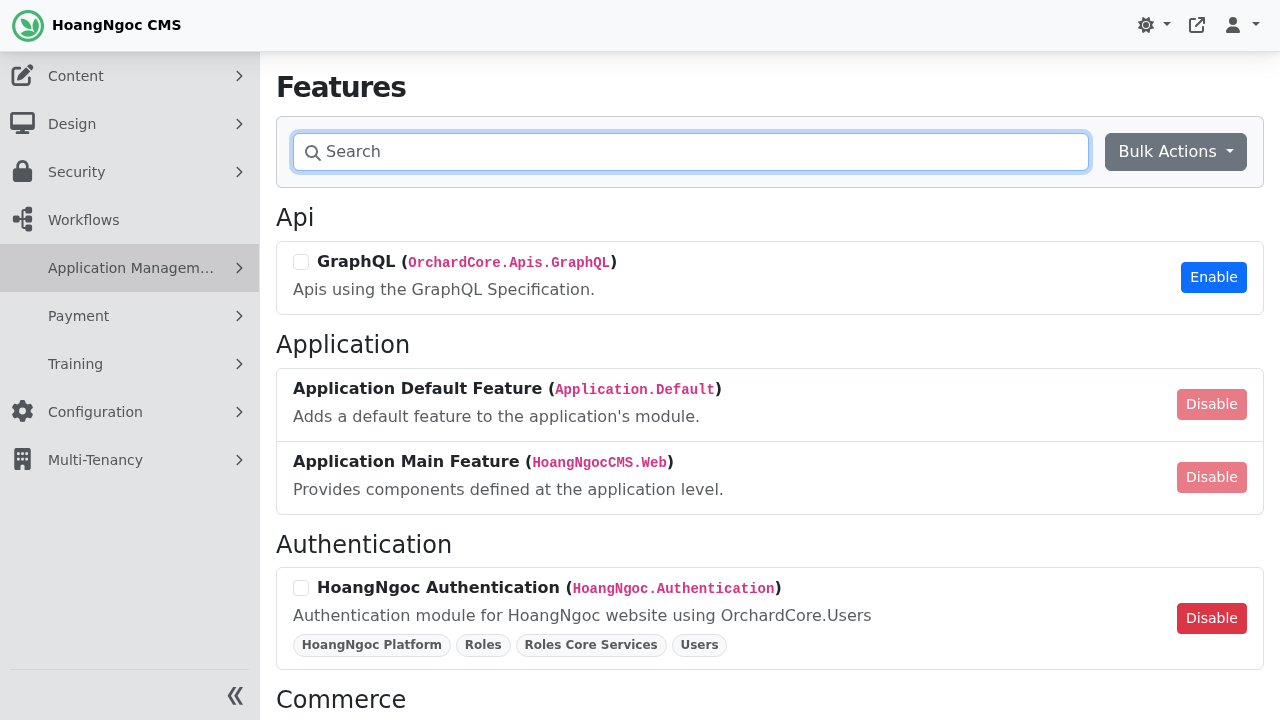 HoangNgoc CMS
Content
Design
Security
Workflows
Application Managem...
Payment
Training
Configuration
Multi-Tenancy
Features
Search
Bulk Actions
Api
GraphQL (OrchardCore.Apis.GraphQL)
Apis using the GraphQL Specification.
Enable
Application
Application Default Feature (Application.Default)
Adds a default feature to the application's module.
Disable
Application Main Feature (HoangNgocCMS.Web)
Provides components defined at the application level.
Disable
Authentication
HoangNgoc Authentication (HoangNgoc.Authentication)
Authentication module for HoangNgoc website using OrchardCore.Users
HoangNgoc Platform Roles Roles Core Services Users
Disable
Commerce